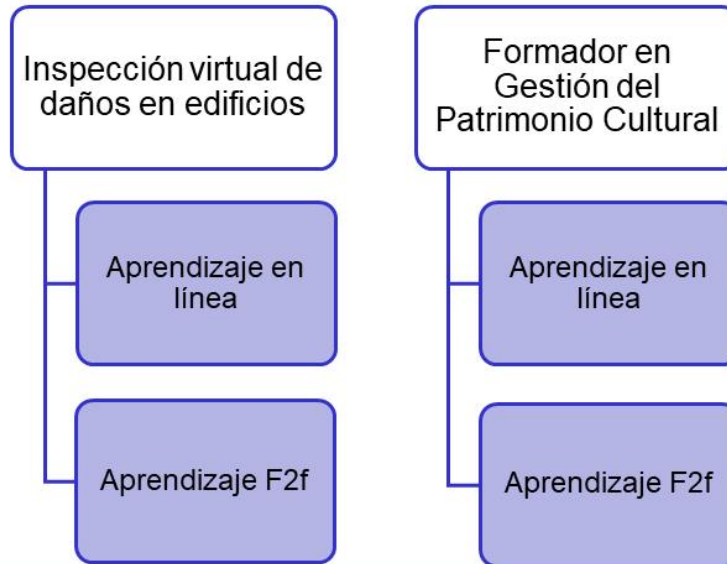 Inspección virtual de
daños en edificios
Aprendizaje en
línea
Aprendizaje F2f
Formador en
Gestión del
Patrimonio Cultural
Aprendizaje en
línea
Aprendizaje F2f